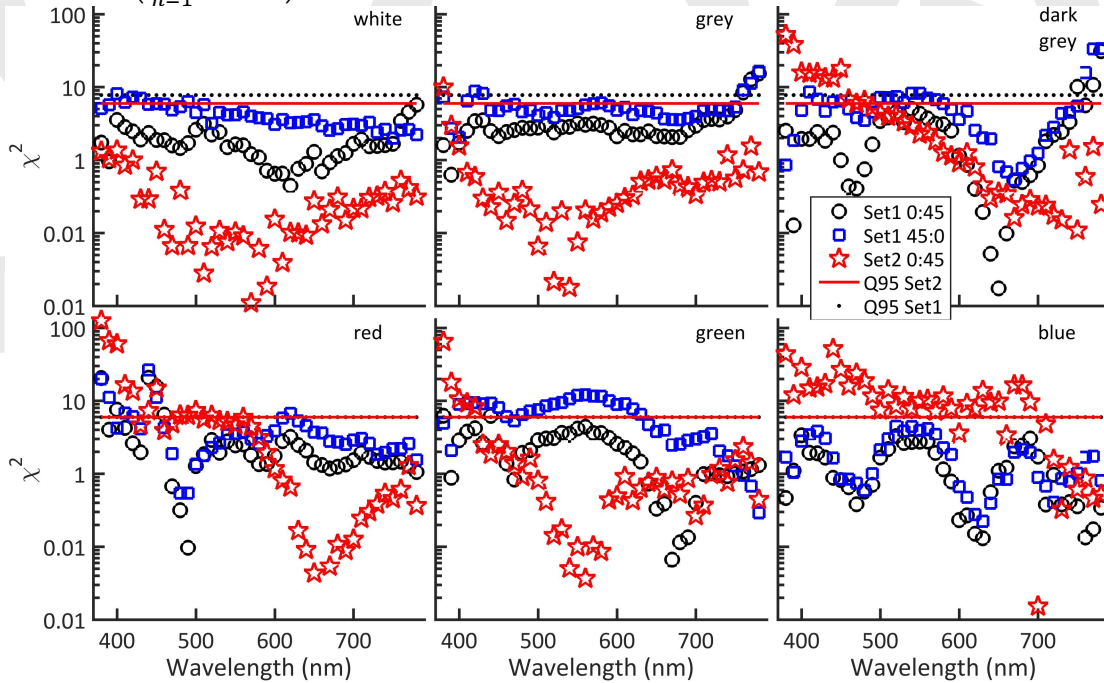 n=1
white
grey
dark
grey
100
10
1
0.1
0.01
χ²
Set1 0:45
Set1 45:0
Set2 0:45
Q95 Set2
Q95 Set1
red
green
blue
100
10
1
0.1
0.01
χ²
400 500 600 700
400 500 600 700
400 500 600 700
Wavelength (nm)
Wavelength (nm)
Wavelength (nm)